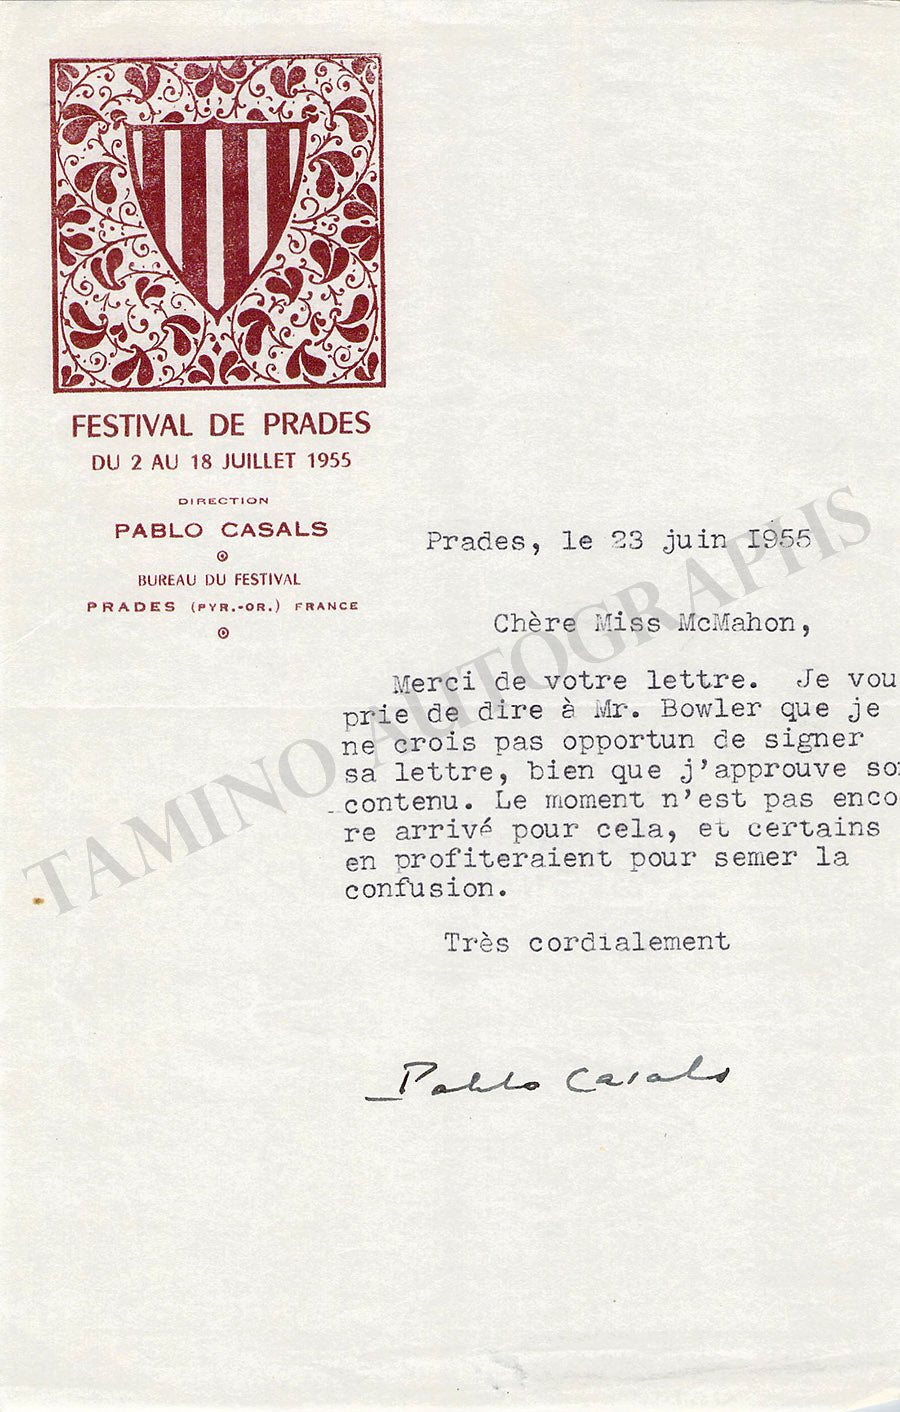 FESTIVAL DE PRADES
DU 2 AU 18 JUILLET 1955
DIRECTION
PABLO CASALS
BUREAU DU FESTIVAL
PRADES (PYR.-OR.) FRANCE
Prades, le 23 juin 1955
Chère Miss McMahon,
Merci de votre lettre. Je vou
prie de dire à Mr. Bowler que je
ne crois pas opportun de signer
sa lettre, bien que j'approuve so
contenu. Le moment n'est pas enco
re arrivé pour cela, et certains
en profiteraient pour semer la
confusion.
Très cordialement
Pablo Casals
TAMINO AUTOGRAPHS